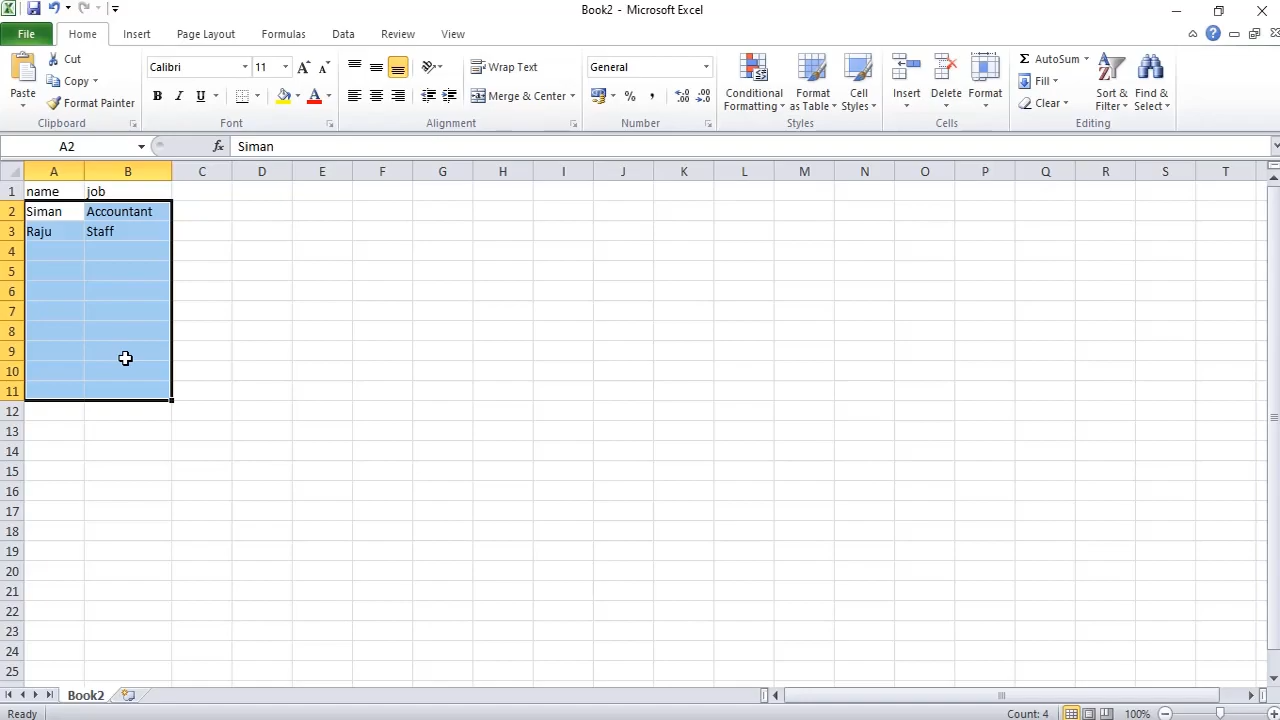 Book2 - Microsoft Excel
File Home Insert Page Layout Formulas Data Review View
Paste
Cut
Copy
Format Painter
Clipboard
Calibri 11
B I U
Font
Wrap Text
Merge & Center
Alignment
General
% ,
Number
Conditional Formatting
Format as Table
Cell Styles
Styles
Insert
Delete
Format
Cells
AutoSum
Fill
Clear
Sort & Filter
Find & Select
Editing
A2 fx Siman
A B C D E F G H I J K L M N O P Q R S T
1 name job
2 Siman Accountant
3 Raju Staff
4
5
6
7
8
9
10
11
12
13
14
15
16
17
18
19
20
21
22
23
24
25
Book2
Ready Count: 4 100%